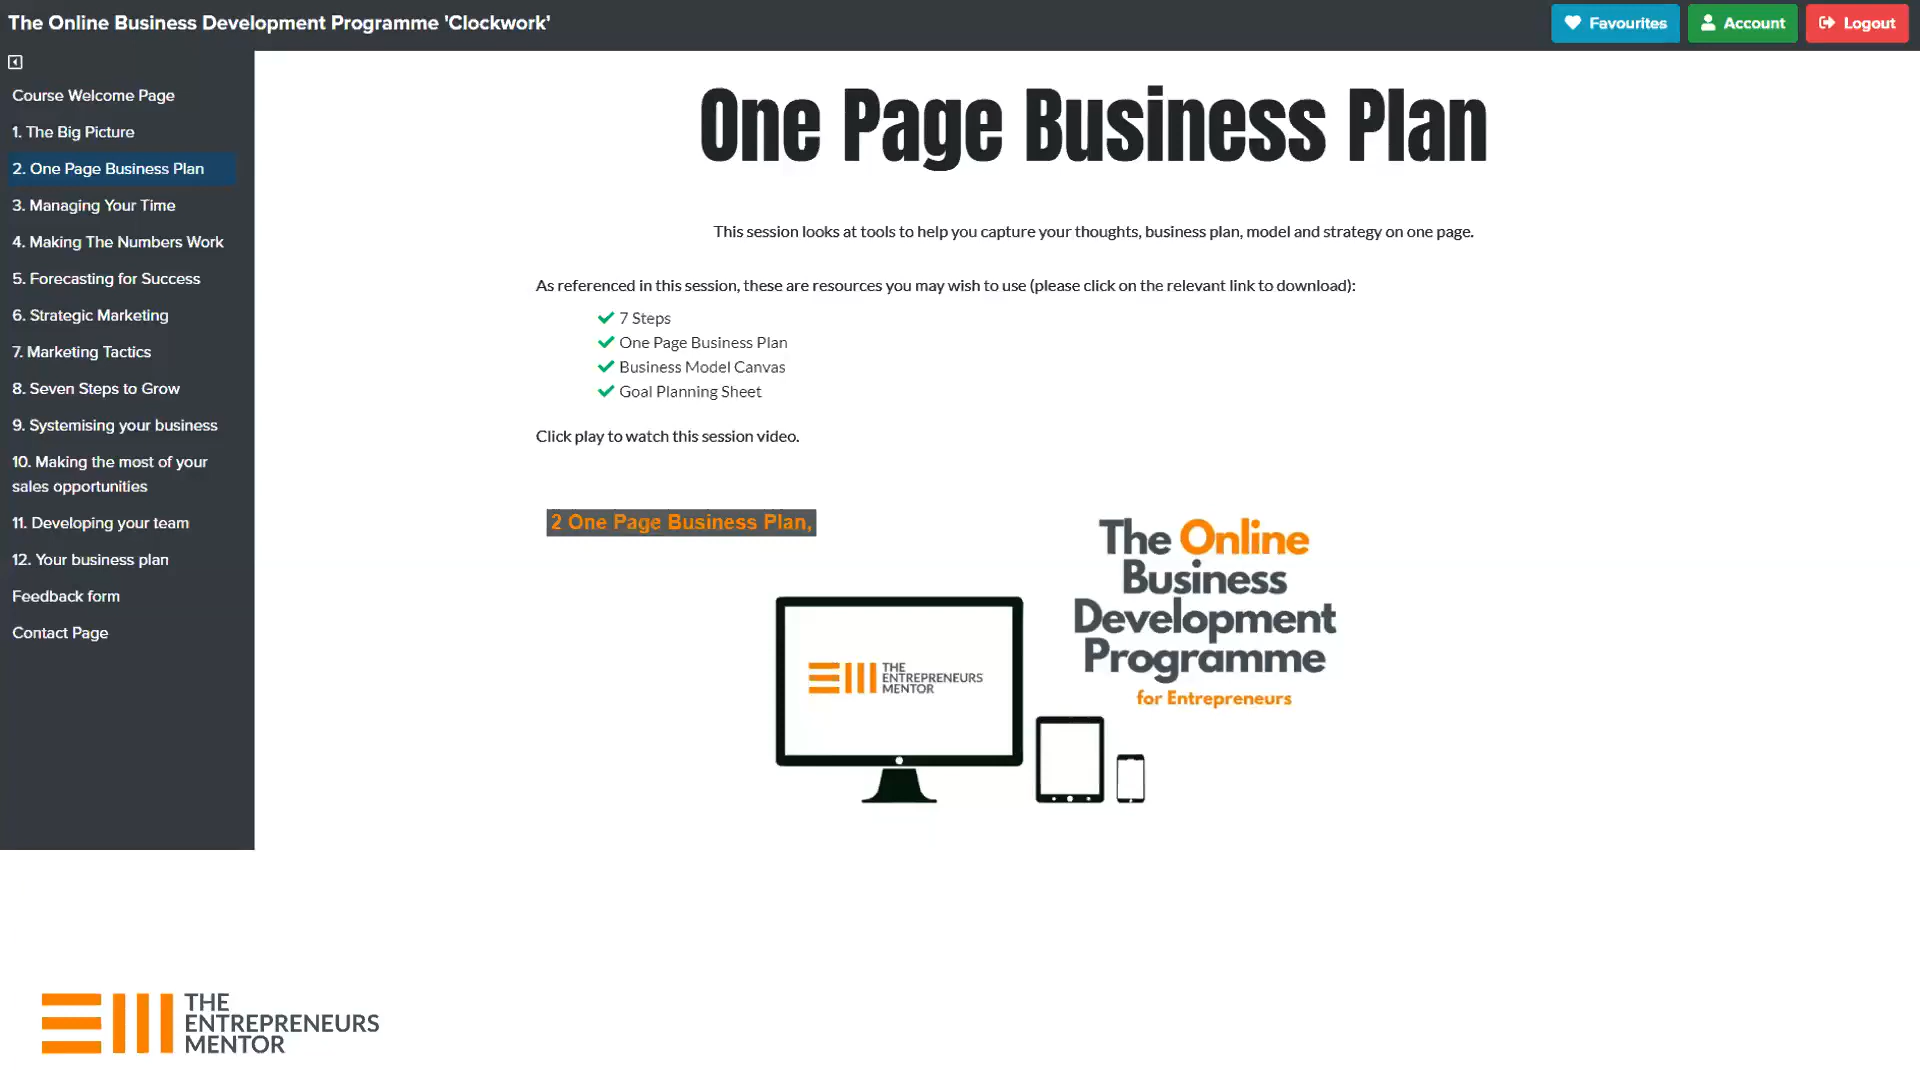 The Online Business Development Programme 'Clockwork'
Favourites
Account
Logout
Course Welcome Page
1. The Big Picture
2. One Page Business Plan
3. Managing Your Time
4. Making The Numbers Work
5. Forecasting for Success
6. Strategic Marketing
7. Marketing Tactics
8. Seven Steps to Grow
9. Systemising your business
10. Making the most of your
sales opportunities
11. Developing your team
12. Your business plan
Feedback form
Contact Page
One Page Business Plan
This session looks at tools to help you capture your thoughts, business plan, model and strategy on one page.
As referenced in this session, these are resources you may wish to use (please click on the relevant link to download):
7 Steps
One Page Business Plan
Business Model Canvas
Goal Planning Sheet
Click play to watch this session video.
2 One Page Business Plan,
The Online
Business
Development
Programme
for Entrepreneurs
THE
ENTREPRENEURS
MENTOR
THE
ENTREPRENEURS
MENTOR